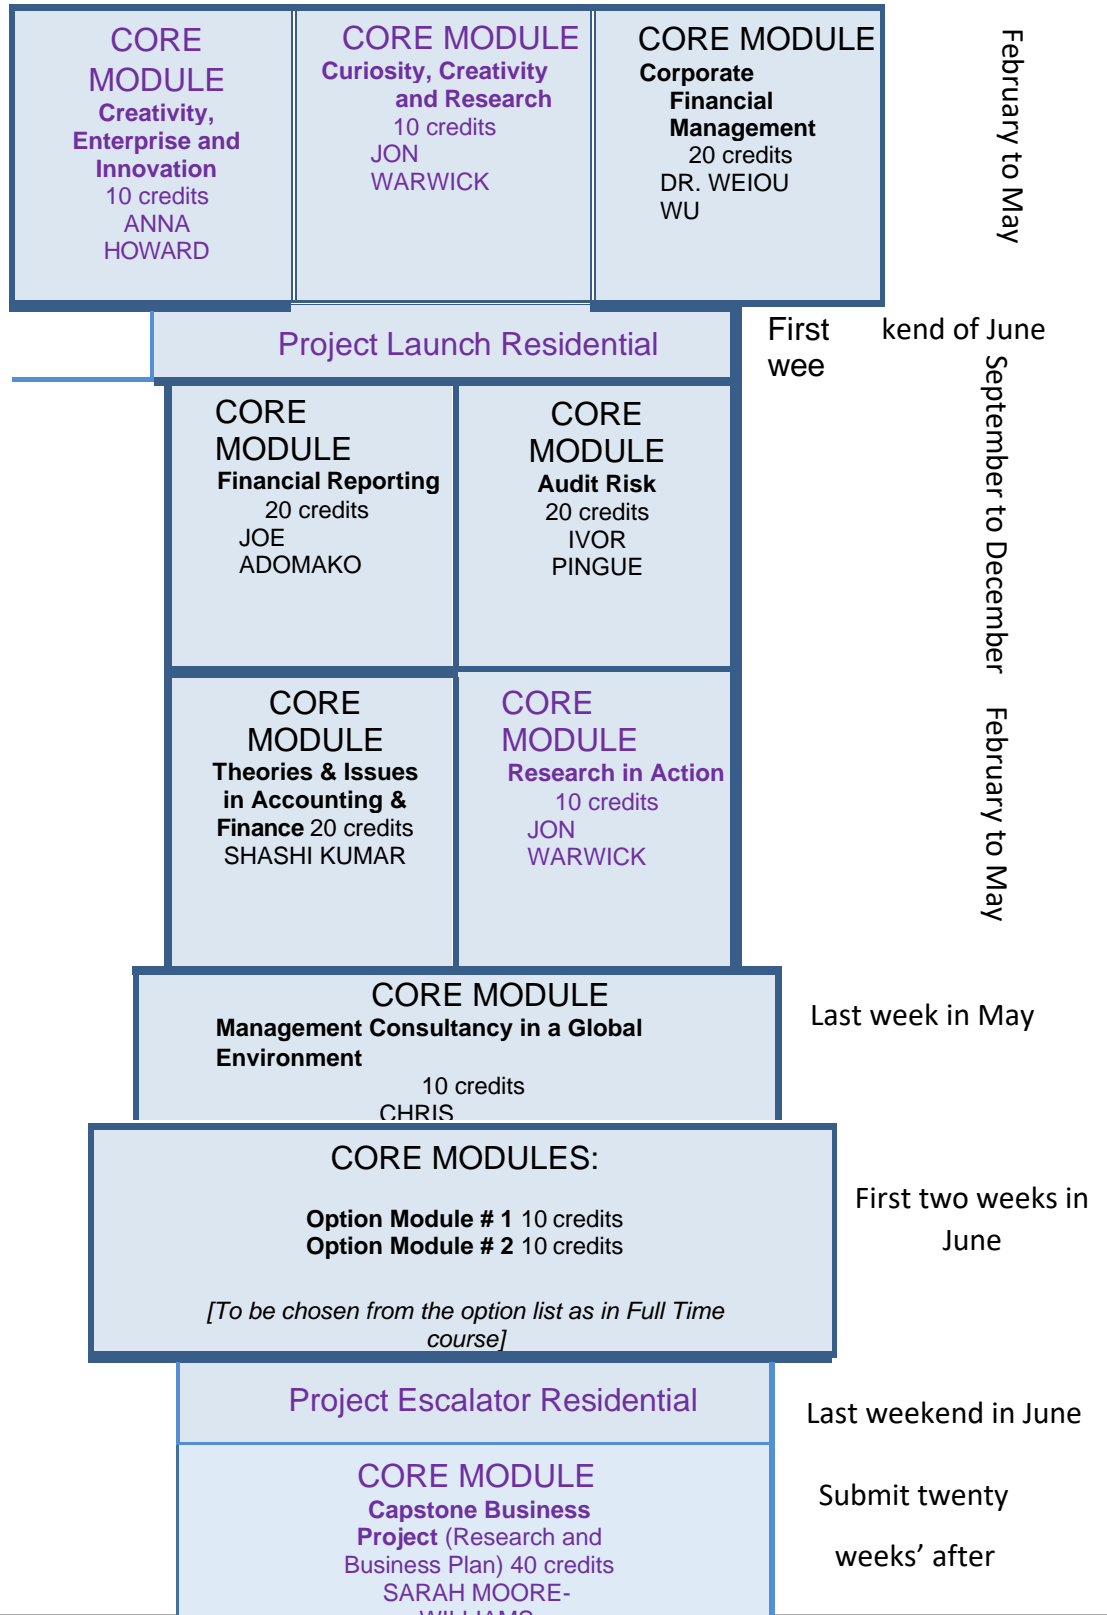 CORE
MODULE
Creativity,
Enterprise and
Innovation
10 credits
ANNA
HOWARD
CORE MODULE
Curiosity, Creativity
and Research
10 credits
JON
WARWICK
CORE MODULE
Corporate
Financial
Management
20 credits
DR. WEIOU
WU
February to May
Project Launch Residential
First
wee
kend of June
CORE
MODULE
Financial Reporting
20 credits
JOE
ADOMAKO
CORE
MODULE
Audit Risk
20 credits
IVOR
PINGUE
September to December
CORE
MODULE
Theories & Issues
in Accounting &
Finance 20 credits
SHASHI KUMAR
CORE
MODULE
Research in Action
10 credits
JON
WARWICK
February to May
CORE MODULE
Management Consultancy in a Global
Environment
10 credits
CHRIS
Last week in May
CORE MODULES:
Option Module # 1 10 credits
Option Module # 2 10 credits
[To be chosen from the option list as in Full Time
course]
First two weeks in
June
Project Escalator Residential
Last weekend in June
CORE MODULE
Capstone Business
Project (Research and
Business Plan) 40 credits
SARAH MOORE-
WILLIAMS
Submit twenty
weeks’ after